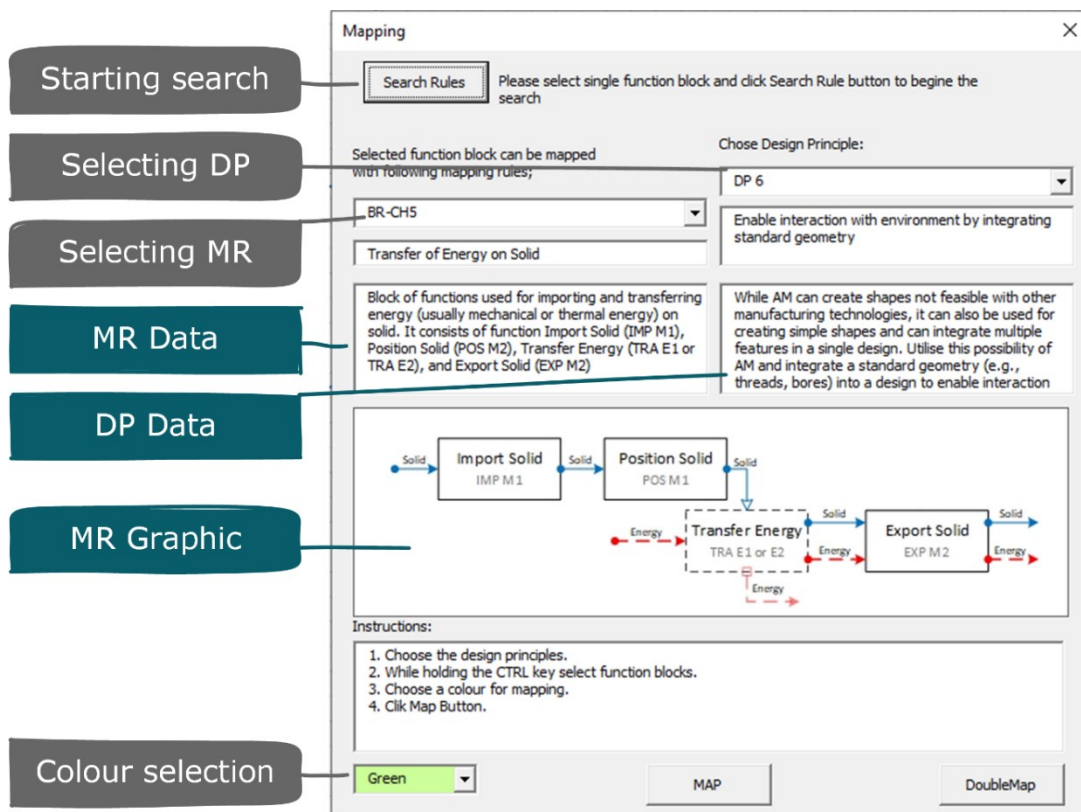 Mapping
Starting search
Search Rules
Please select single function block and click Search Rule button to begine the
search
Selecting DP
Selected function block can be mapped
with following mapping rules;
Chose Design Principle:
DP 6
Selecting MR
BR-CH5
Enable interaction with environment by integrating
standard geometry
Transfer of Energy on Solid
MR Data
Block of functions used for importing and transferring
energy (usually mechanical or thermal energy) on
solid. It consists of function Import Solid (IMP M1),
Position Solid (POS M2), Transfer Energy (TRA E1 or
TRA E2), and Export Solid (EXP M2)
While AM can create shapes not feasible with other
manufacturing technologies, it can also be used for
creating simple shapes and can integrate multiple
features in a single design. Utilise this possibility of
AM and integrate a standard geometry (e.g.,
threads, bores) into a design to enable interaction
DP Data
MR Graphic
Solid
Import Solid
IMP M1
Solid
Position Solid
POS M1
Solid
Energy
Transfer Energy
TRA E1 or E2
Energy
Solid
Energy
Export Solid
EXP M2
Solid
Energy
Instructions:
1. Choose the design principles.
2. While holding the CTRL key select function blocks.
3. Choose a colour for mapping.
4. Clik Map Button.
Colour selection
Green
MAP
DoubleMap